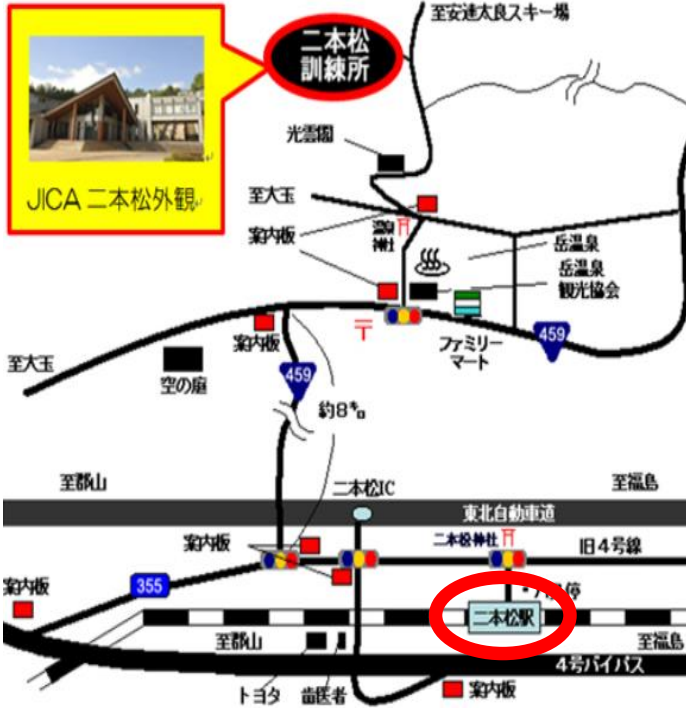 至安達太良スキー場
二本松
訓練所
JICA 二本松外観
光雲閣
至大玉
案内板
温泉
神社
岳温泉
岳温泉
観光協会
〒
ファミリー
マート
459
案内板
至大玉
空の庭
459
約8㌔
至郡山
二本松IC
至福島
東北自動車道
案内板
二本松神社
旧4号線
案内板
355
二本松駅
至郡山
至福島
トヨタ
歯医者
4号バイパス
案内板